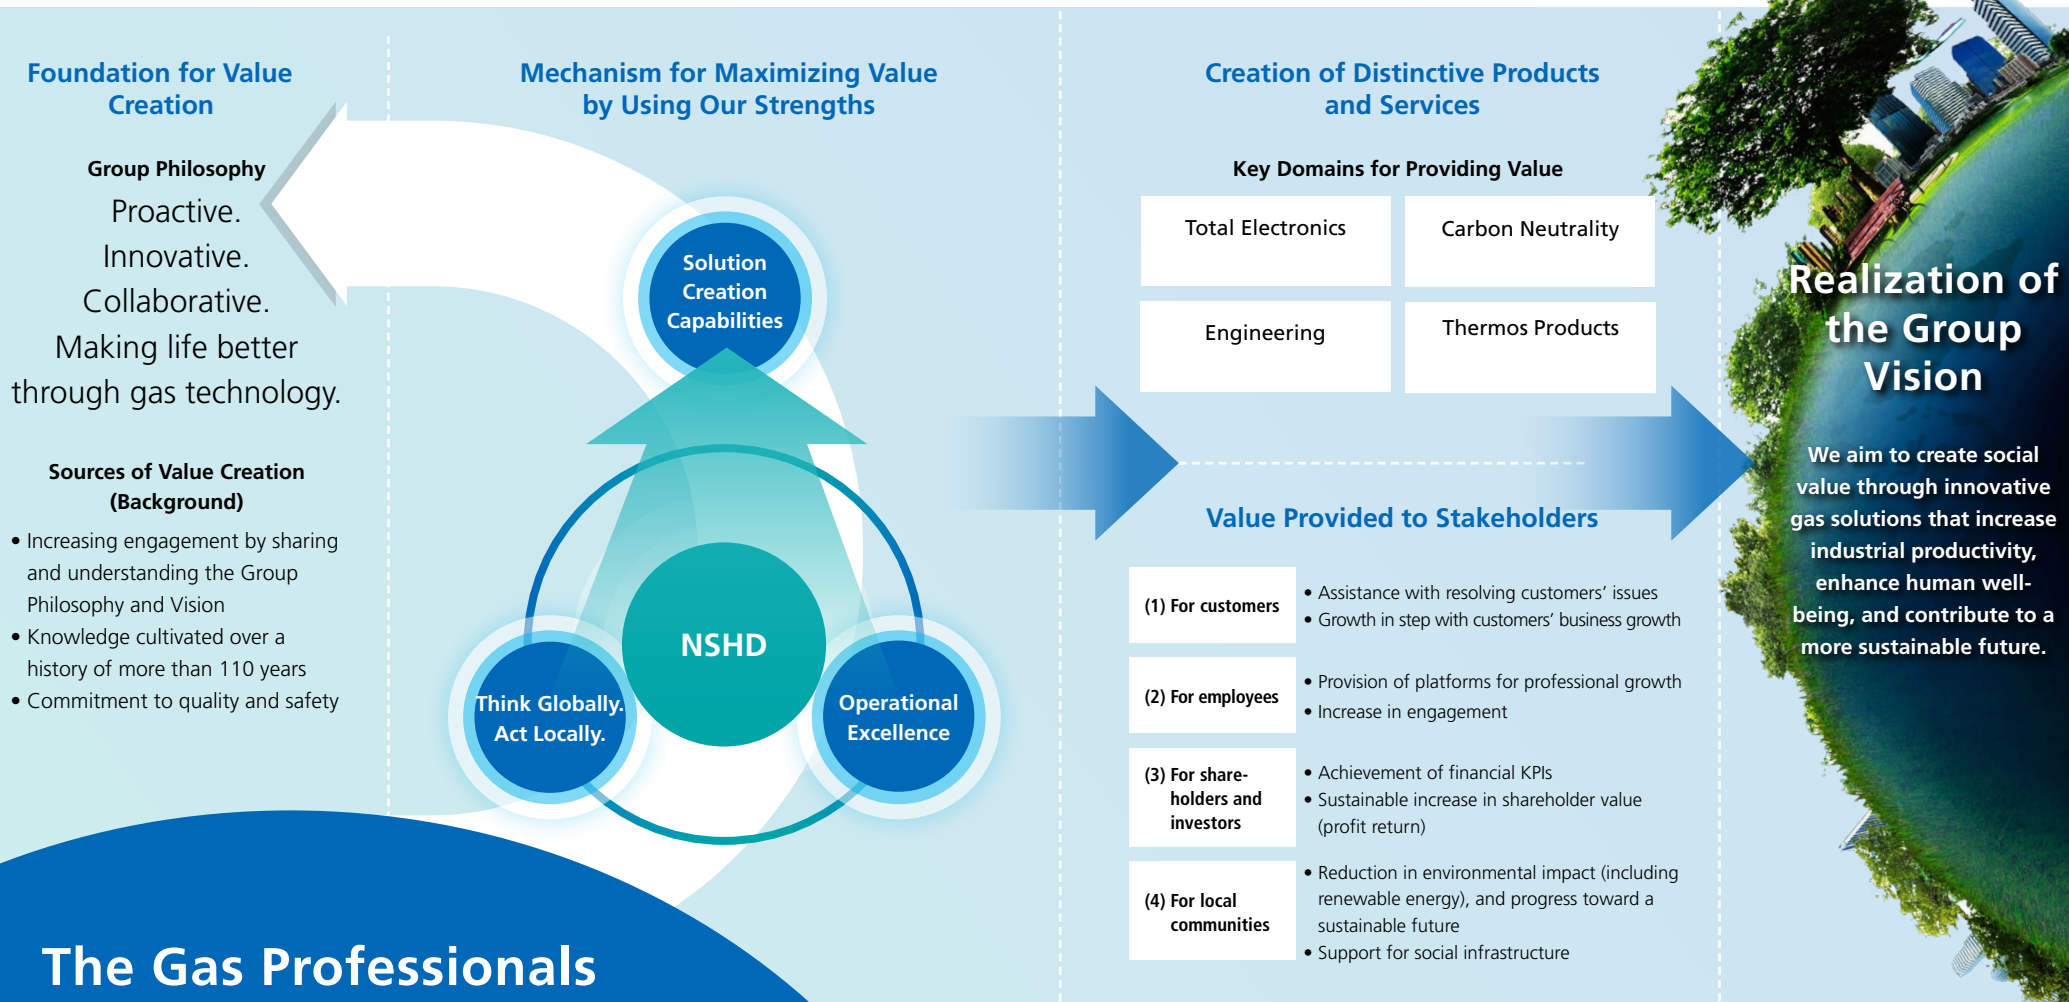 Foundation for Value
Creation
Group Philosophy
Proactive.
Innovative.
Collaborative.
Making life better
through gas technology.
Sources of Value Creation
(Background)
• Increasing engagement by sharing
and understanding the Group
Philosophy and Vision
• Knowledge cultivated over a
history of more than 110 years
• Commitment to quality and safety
The Gas Professionals
Mechanism for Maximizing Value
by Using Our Strengths
Solution
Creation
Capabilities
NSHD
Think Globally.
Act Locally.
Operational
Excellence
Creation of Distinctive Products
and Services
Key Domains for Providing Value
Total Electronics
Carbon Neutrality
Engineering
Thermos Products
Value Provided to Stakeholders
(1) For customers
• Assistance with resolving customers’ issues
• Growth in step with customers’ business growth
(2) For employees
• Provision of platforms for professional growth
• Increase in engagement
(3) For share-
holders and
investors
• Achievement of financial KPIs
• Sustainable increase in shareholder value
(profit return)
(4) For local
communities
• Reduction in environmental impact (including
renewable energy), and progress toward a
sustainable future
• Support for social infrastructure
Realization of
the Group
Vision
We aim to create social
value through innovative
gas solutions that increase
industrial productivity,
enhance human well-
being, and contribute to a
more sustainable future.